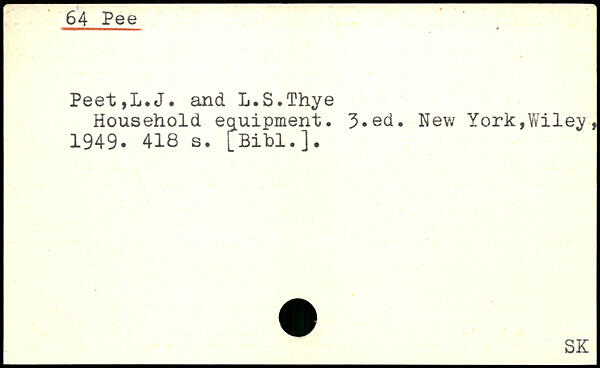 64 Pee
Peet,L.J. and L.S.Thye
Household equipment. 3.ed. New York,Wiley,
1949. 418 s. [Bibl.].
SK